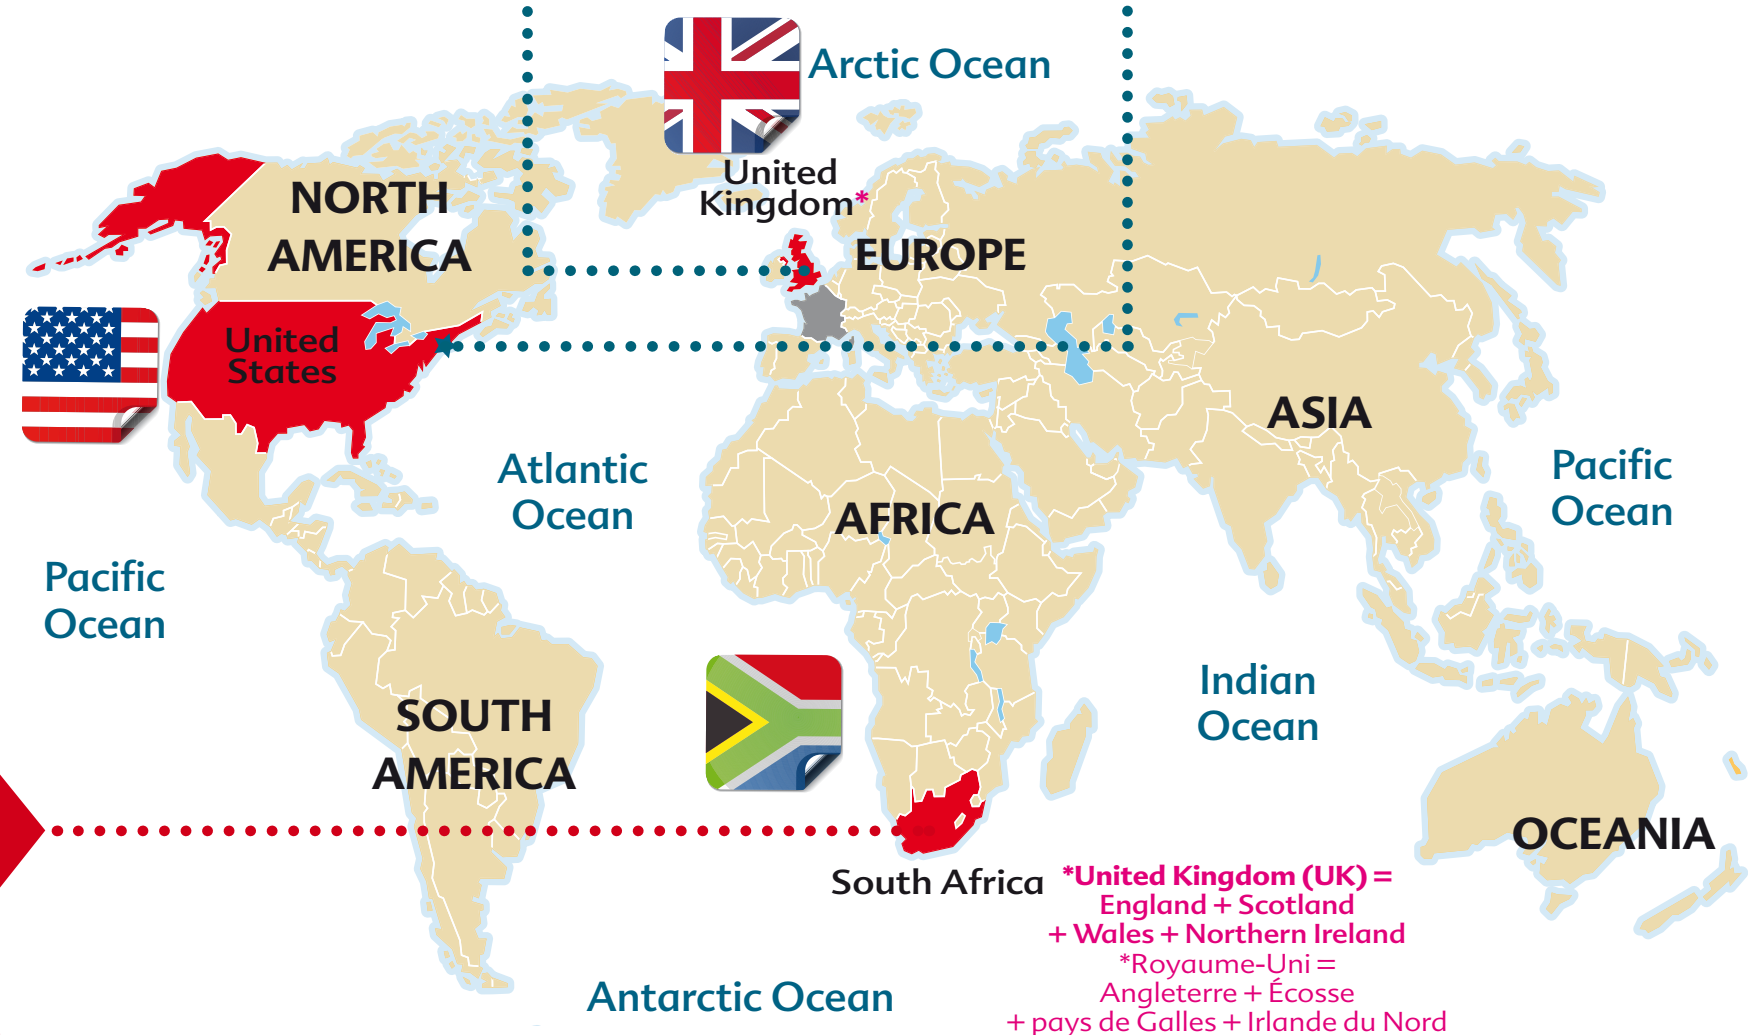 Arctic Ocean
United
Kingdom*
NORTH
AMERICA
EUROPE
United
States
ASIA
Atlantic
Ocean
Pacific
Ocean
AFRICA
Pacific
Ocean
Indian
Ocean
SOUTH
AMERICA
OCEANIA
South Africa
*United Kingdom (UK) =
England + Scotland
+ Wales + Northern Ireland
*Royaume-Uni =
Angleterre + Écosse
+ pays de Galles + Irlande du Nord
Antarctic Ocean